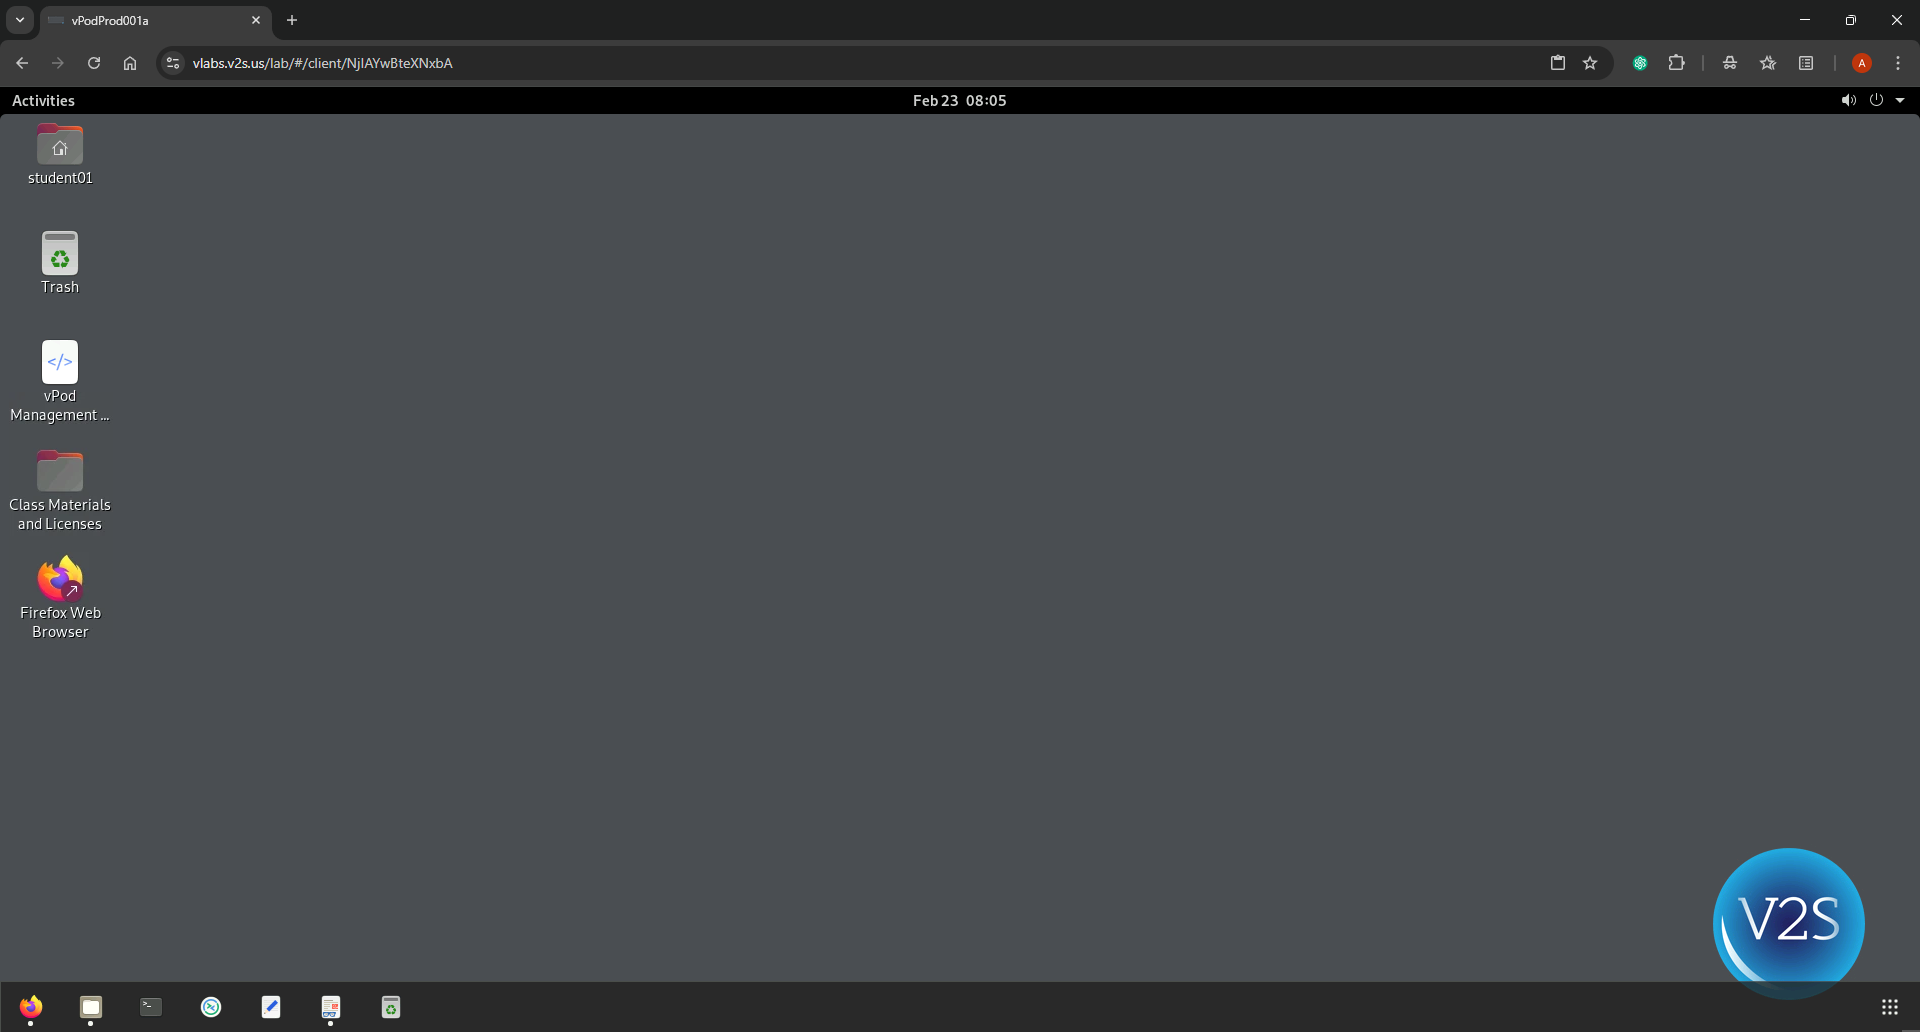 vPodProd001a
vlabs.v2s.us/lab/#/client/NjIAYwBteXNxbA
A
Activities
Feb 23 08:05
student01
Trash
</>
vPod
Management ...
Class Materials
and Licenses
Firefox Web
Browser
V2S